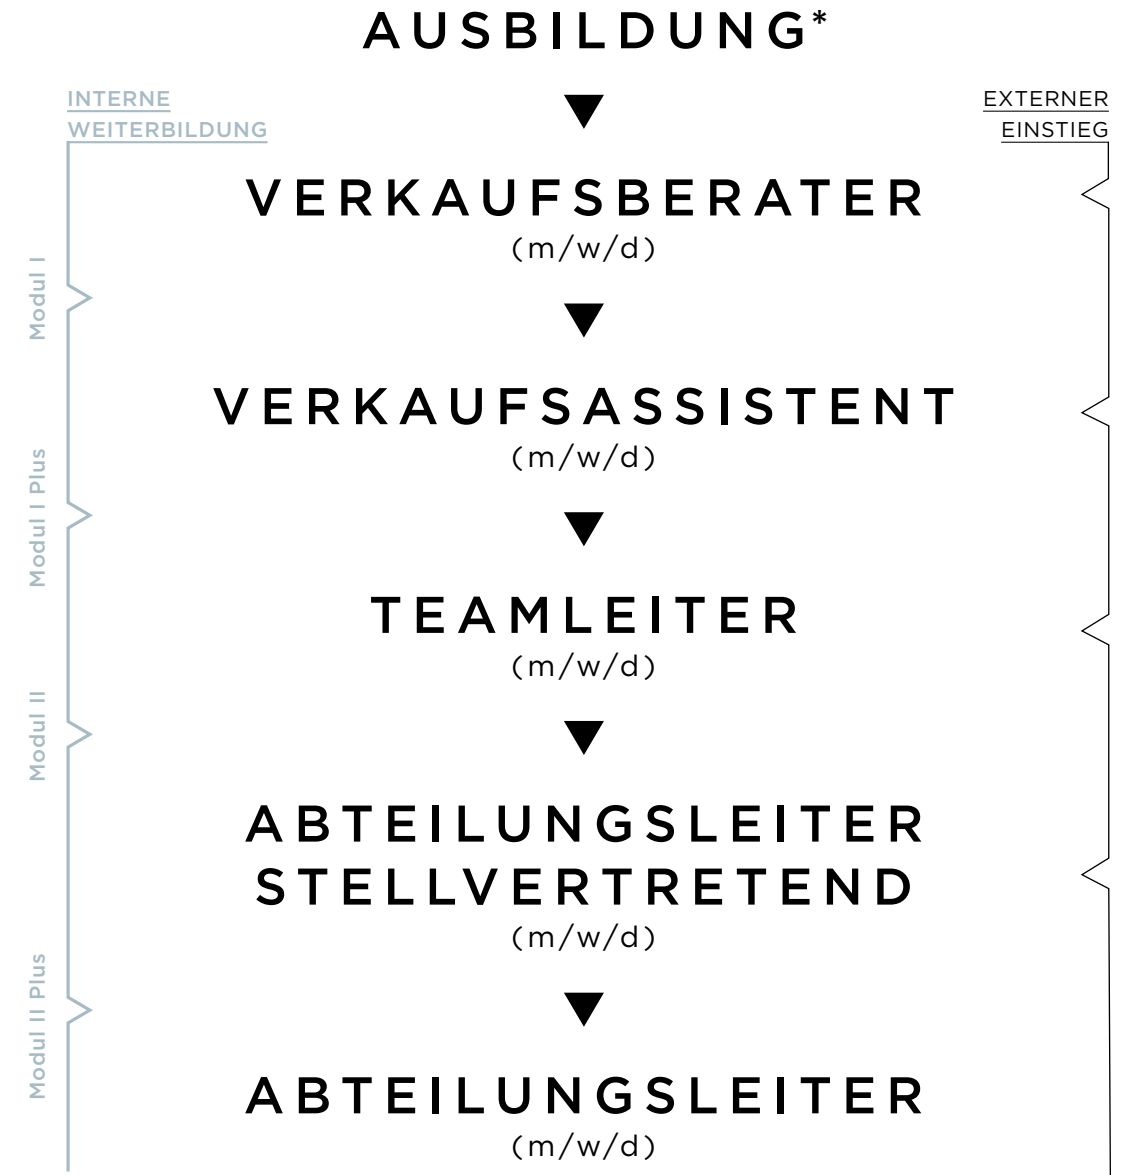 AUSBILDUNG*
INTERNE
WEITERBILDUNG
EXTERNER
EINSTIEG
VERKAUFSBERATER
(m/w/d)
Modul I
VERKAUFSASSISTENT
(m/w/d)
Modul I Plus
TEAMLEITER
(m/w/d)
Modul II
ABTEILUNGSLEITER
STELLVERTRETEND
(m/w/d)
Modul II Plus
ABTEILUNGSLEITER
(m/w/d)